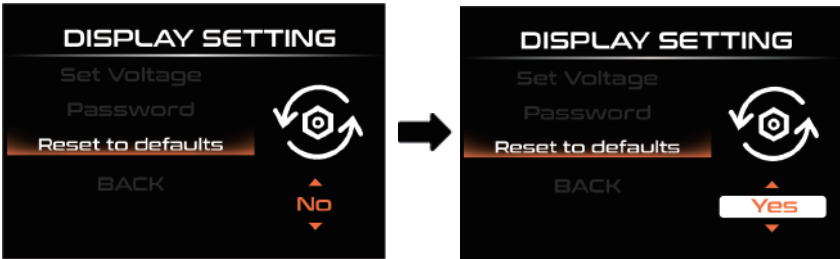 DISPLAY SETTING
Set Voltage
Password
Reset to defaults
BACK
No
DISPLAY SETTING
Set Voltage
Password
Reset to defaults
BACK
Yes